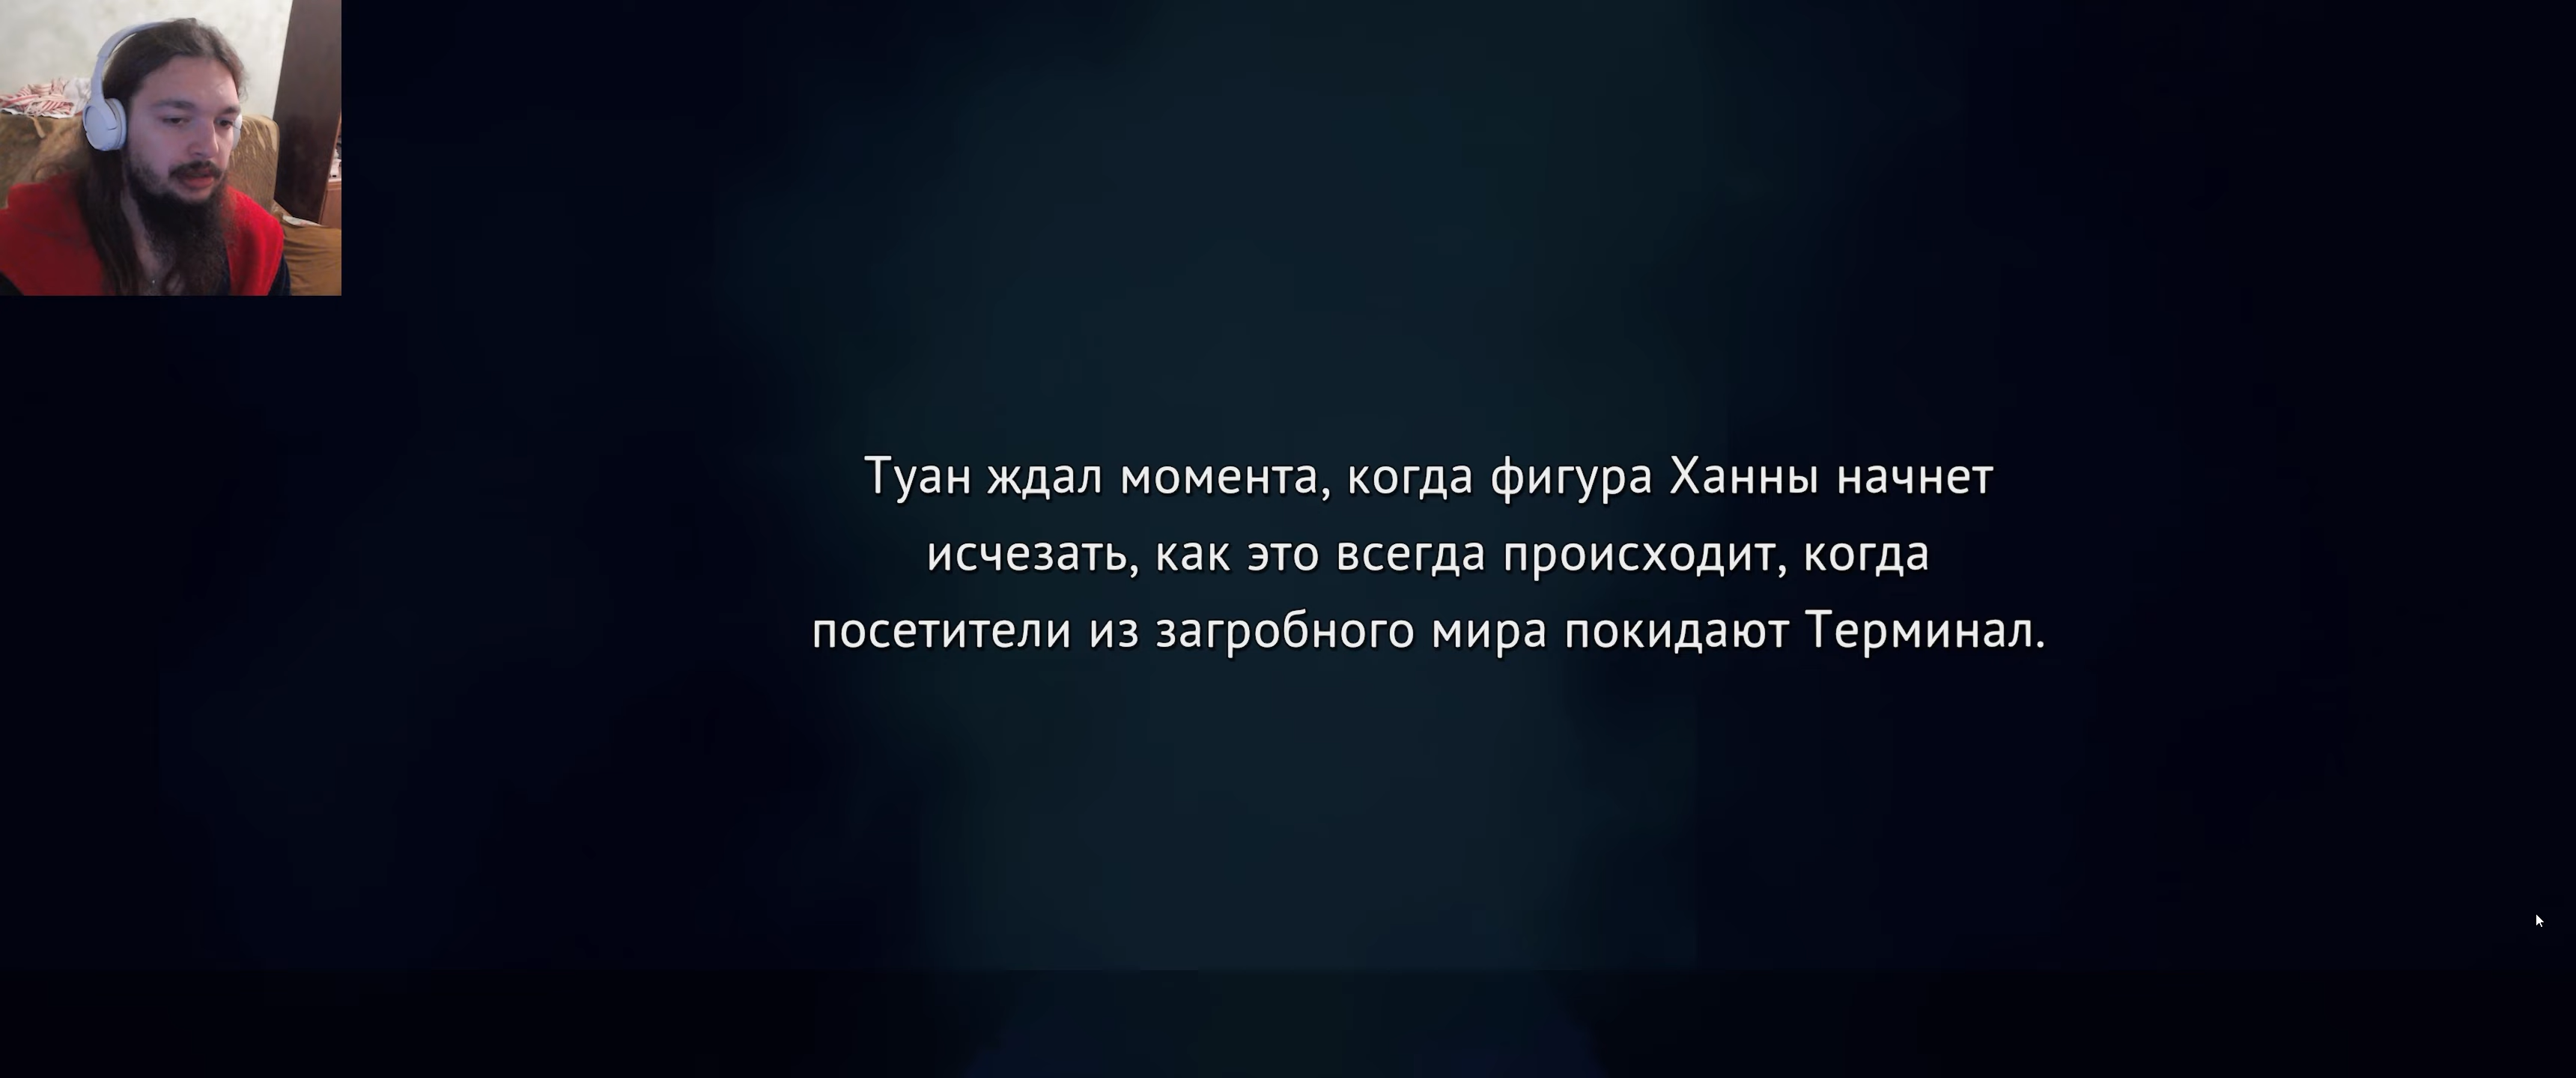 Туан ждал момента, когда фигура Ханны начнет
исчезать, как это всегда происходит, когда
посетители из загробного мира покидают Терминал.